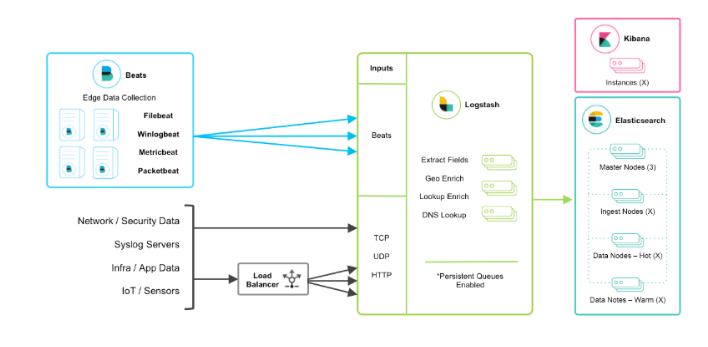 Beats
Edge Data Collection
Filebeat
Winlogbeat
Metricbeat
Packetbeat
Network / Security Data
Syslog Servers
Infra / App Data
IoT / Sensors
Load
Balancer
Inputs
Beats
TCP
UDP
HTTP
Logstash
Extract Fields
Geo Enrich
Lookup Enrich
DNS Lookup
*Persistent Queues
Enabled
Kibana
Instances (X)
Elasticsearch
Master Nodes (3)
Ingest Nodes (X)
Data Nodes – Hot (X)
Data Notes – Warm (X)